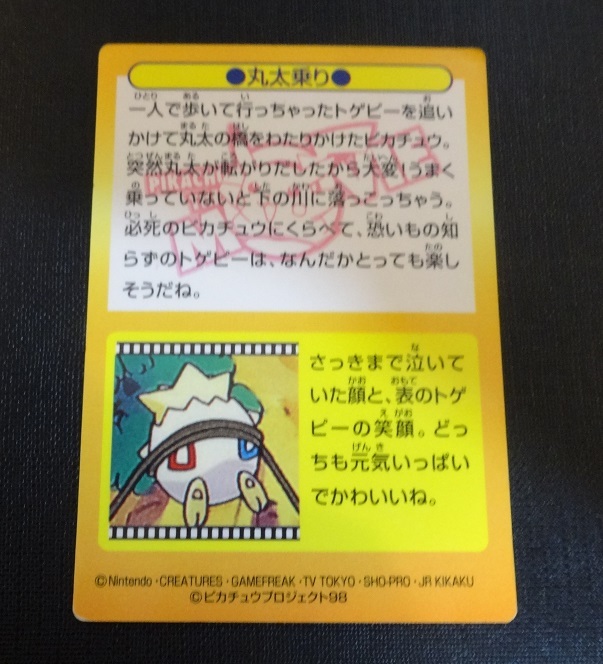 ●丸太乗り●
一人で歩いて行っちゃったトゲピーを追い
かけて丸太の橋をわたりかけたピカチュウ。
突然丸太が転がりだしたから大変!うまく
乗っていないと下の川に落っこっちゃう。
必死のピカチュウにくらべて、恐いもの知
らずのトゲピーは、なんだかとっても楽し
そうだね。
さっきまで泣いて
いた顔と、表のトゲ
ピーの笑顔。どっ
ちも元気いっぱい
でかわいいね。
©Nintendo・CREATURES・GAMEFREAK・TV TOKYO・SHO-PRO・JR KIKAKU
©ピカチュウプロジェクト98